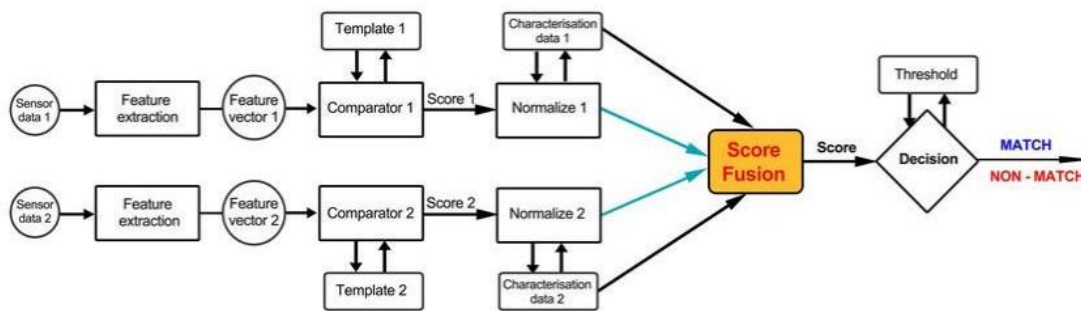 Template 1
Characterisation
data 1
Sensor
data 1
Feature
extraction
Feature
vector 1
Comparator 1
Score 1
Normalize 1
Threshold
Score
Fusion
Score
Decision
MATCH
NON - MATCH
Sensor
data 2
Feature
extraction
Feature
vector 2
Comparator 2
Score 2
Normalize 2
Template 2
Characterisation
data 2